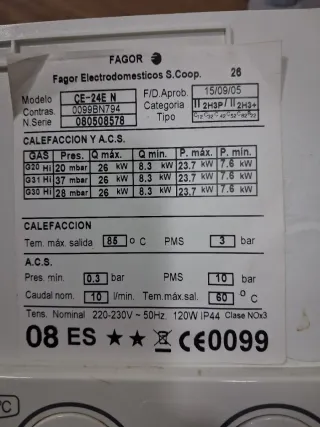 FAGOR
Fagor Electrodomesticos S.Coop. 26
Modelo CE-24E N F/D.Aprob. 15/09/05
Contras. 0099BN794 Categoria II2H3P/II2H3+
N.Serie 080508578 Tipo
CALEFACCION Y A.C.S.
GAS Pres. Q máx. Q min. P. máx. P. min.
G20 Hi 20 mbar 26 kW 8.3 kW 23.7 kW 7.6 kW
G31 Hi 37 mbar 26 kW 8.3 kW 23.7 kW 7.6 kW
G30 Hi 28 mbar 26 kW 8.3 kW 23.7 kW 7.6 kW
CALEFACCION
Tem. máx. salida 85 º C PMS 3 bar
A.C.S.
Pres. min. 0.3 bar PMS 10 bar
Caudal nom. 10 l/min. Tem.máx.sal. 60 º C
Tens. Nominal 220-230V ~ 50Hz. 120W IP44 Clase NOx3
08 ES ★★ CE0099
ºC